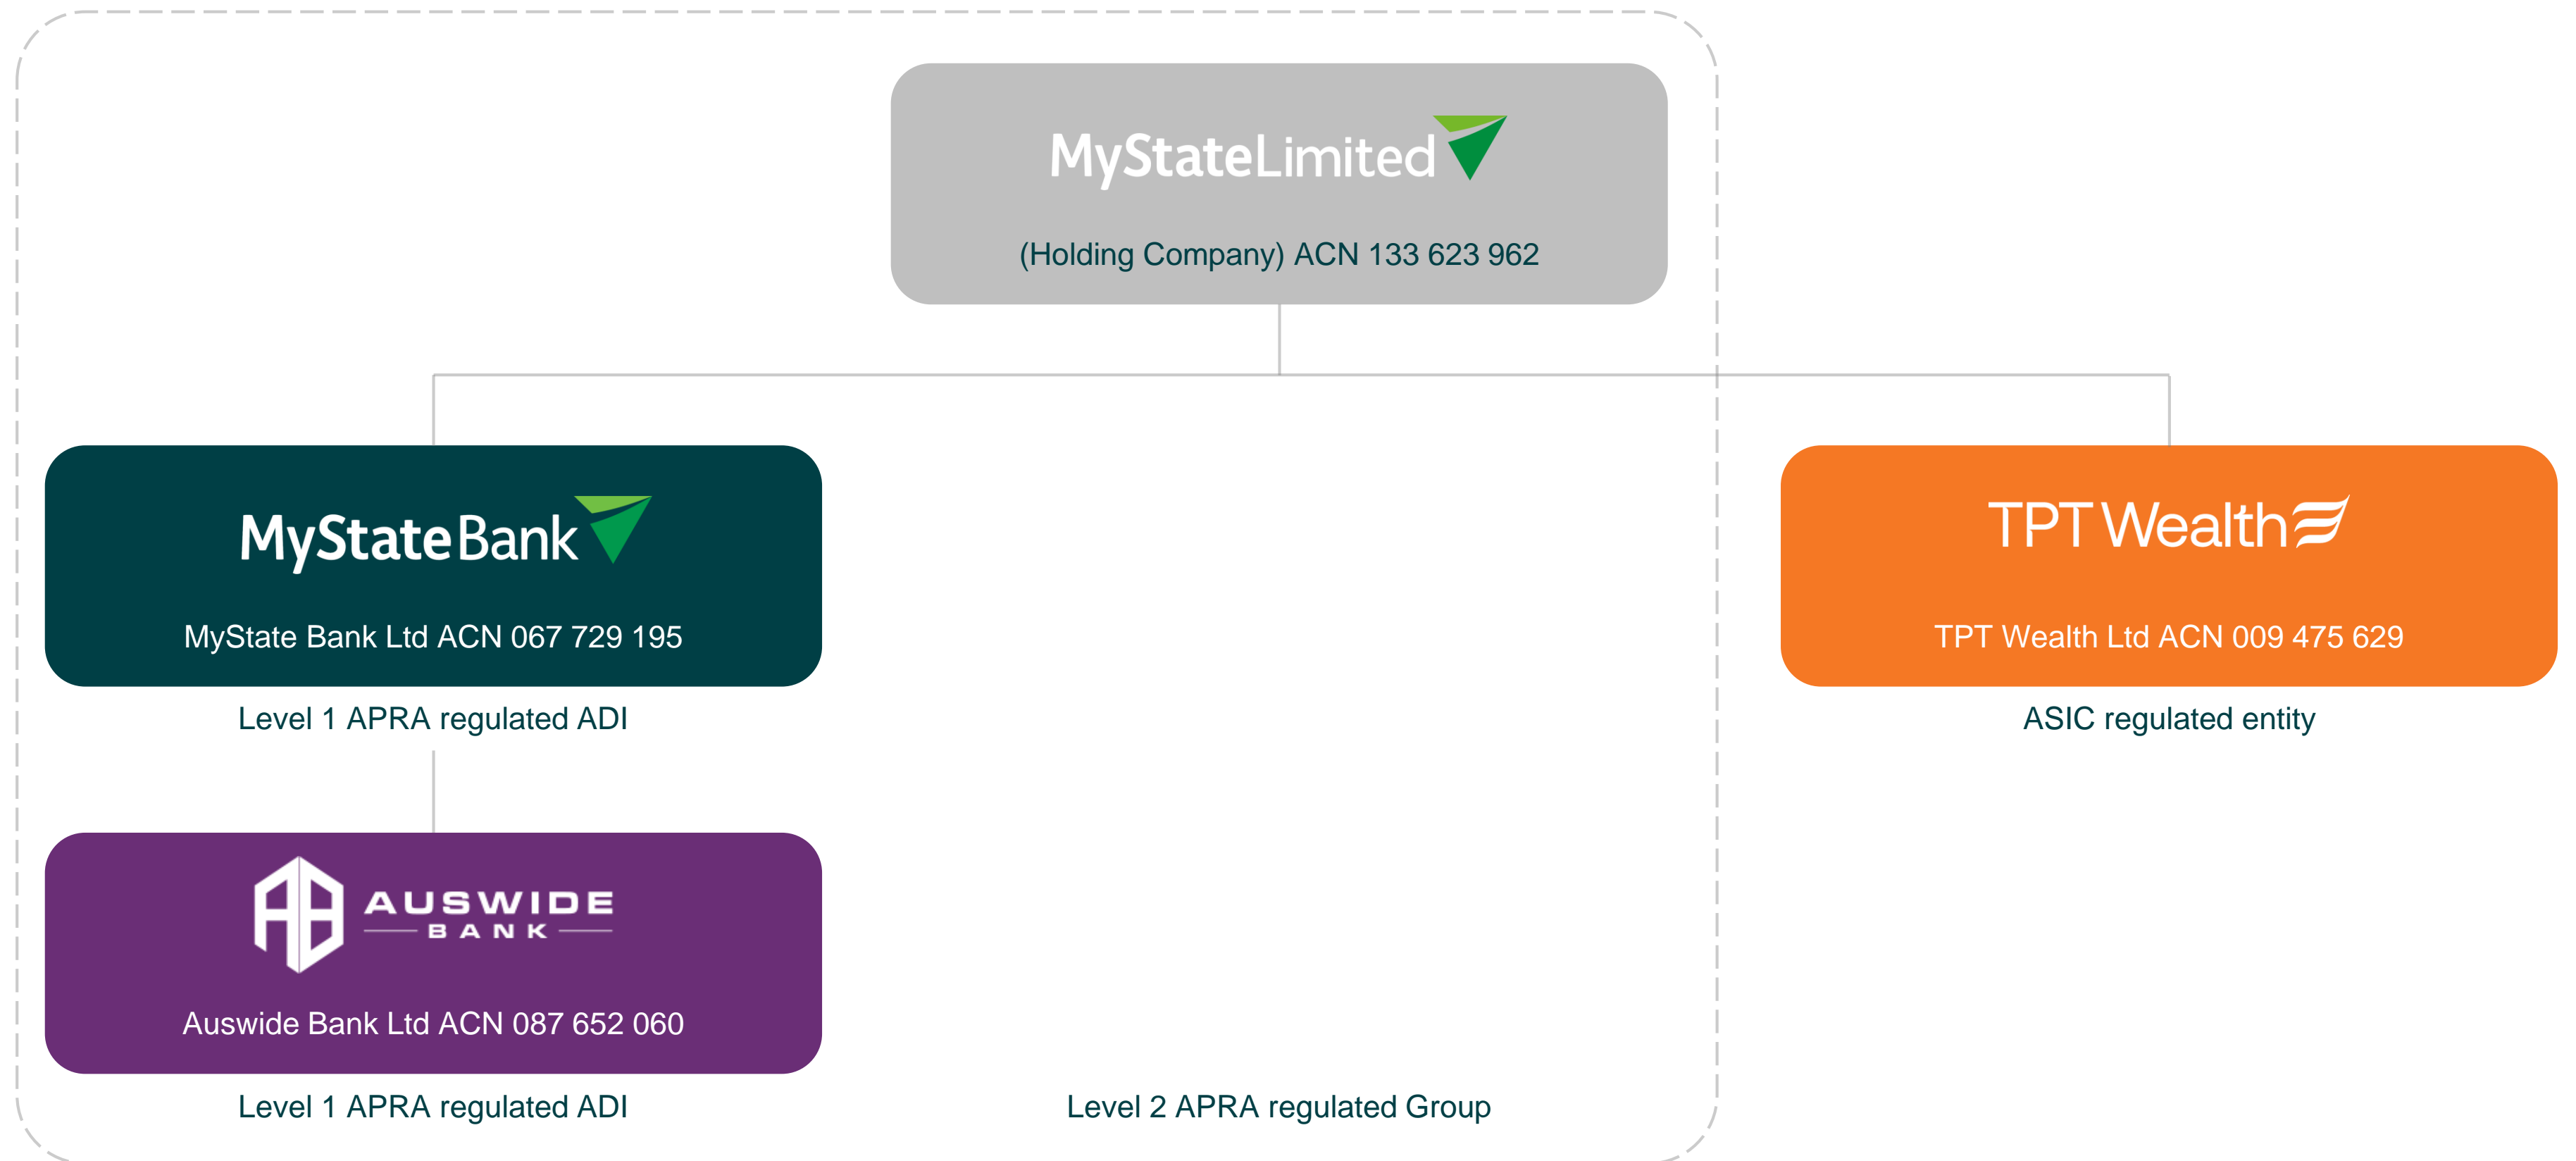 MyStateLimited
(Holding Company) ACN 133 623 962
MyStateBank
MyState Bank Ltd ACN 067 729 195
Level 1 APRA regulated ADI
TPT Wealth
TPT Wealth Ltd ACN 009 475 629
ASIC regulated entity
AUSWIDE
BANK
Auswide Bank Ltd ACN 087 652 060
Level 1 APRA regulated ADI
Level 2 APRA regulated Group